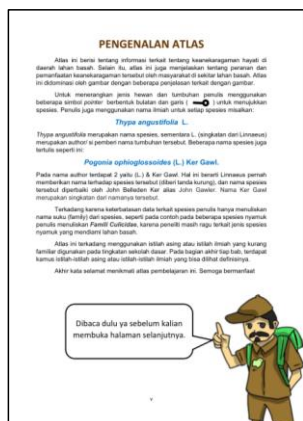 PENGENALAN ATLAS
Atlas ini berisi tentang informasi terkait tentang keanekaragaman hayati di
daerah lahan basah. Selain itu, atlas ini juga menjelaskan tentang peranan dan
pemanfaatan keanekaragaman tersebut oleh masyarakat di sekitar lahan basah. Atlas
ini didominasi oleh gambar dengan beberapa penjelasan terkait dengan gambar.
Untuk menerangkan jenis hewan dan tumbuhan penulis menggunakan
beberapa simbol pointer berbentuk bulatan dan garis ( ) untuk menunjukkan
spesies. Penulis juga menggunakan nama ilmiah untuk setiap spesies misalkan:
Thypa angustifolia L.
Thypa angustifolia merupakan nama spesies, sementara L. (singkatan dari Linnaeus)
merupakan author/ si pemberi nama tumbuhan tersebut. Beberapa nama spesies juga
tertulis seperti ini:
Pogonia ophioglossoides (L.) Ker Gawl.
Pada nama author terdapat 2 yaitu (L.) & Ker Gawl. Hal ini berarti Linnaeus pernah
memberikan nama terhadap spesies tersebut (diberi tanda kurung), dan nama spesies
tersebut diperbaiki oleh John Belleden Ker alias John Gawler. Nama Ker Gawl
merupakan singkatan dari namanya tersebut.
Terkadang karena keterbatasan data terkait spesies penulis hanya menuliskan
nama suku (family) dari spesies, seperti pada contoh pada beberapa spesies nyamuk
penulis menuliskan Famili Culicidae, karena peneliti masih ragu terkait jenis spesies
nyamuk yang mendiami lahan basah.
Atlas ini terkadang menggunakan istilah asing atau istilah ilmiah yang kurang
familiar digunakan pada tingkatan sekolah dasar. Pada bagian akhir tiap bab, terdapat
kamus istilah-istilah asing atau istilah-istilah ilmiah yang bisa dilihat definisinya.
Akhir kata selamat menikmati atlas pembelajaran ini. Semoga bermanfaat
Dibaca dulu ya sebelum kalian
membuka halaman selanjutnya.
v